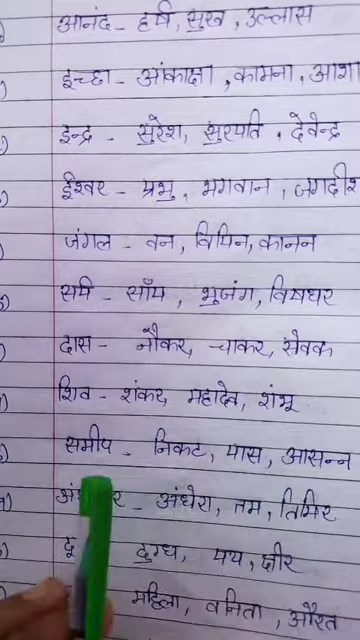 आनंद - हर्ष, सुख, उल्लास
इच्छा - आंकाक्षा, कामना, आशा
इन्द्र - सुरेश, सुरपति, देवेन्द्र
ईश्वर - प्रभु, भगवान, जगदीश
जंगल - वन, विपिन, कानन
सर्प - साँप, भुजंग, विषधर
दास - नौकर, चाकर, सेवक
शिव - शंकर, महादेव, शंभू
समीप - निकट, पास, आसन्न
- अंधेरा, तम, तिमिर
दुग्ध, पय, क्षीर
महिला, वनिता, औरत